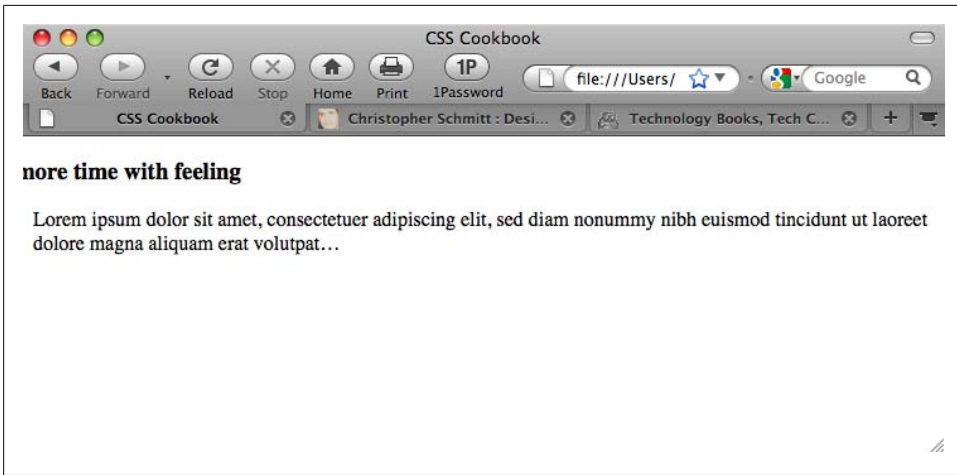 CSS Cookbook
1P
file:///Users/
Google
Back Forward Reload Stop Home Print 1Password
CSS Cookbook Christopher Schmitt : Desi... Technology Books, Tech C... +
more time with feeling
Lorem ipsum dolor sit amet, consectetuer adipiscing elit, sed diam nonummy nibh euismod tincidunt ut laoreet
dolore magna aliquam erat volutpat…